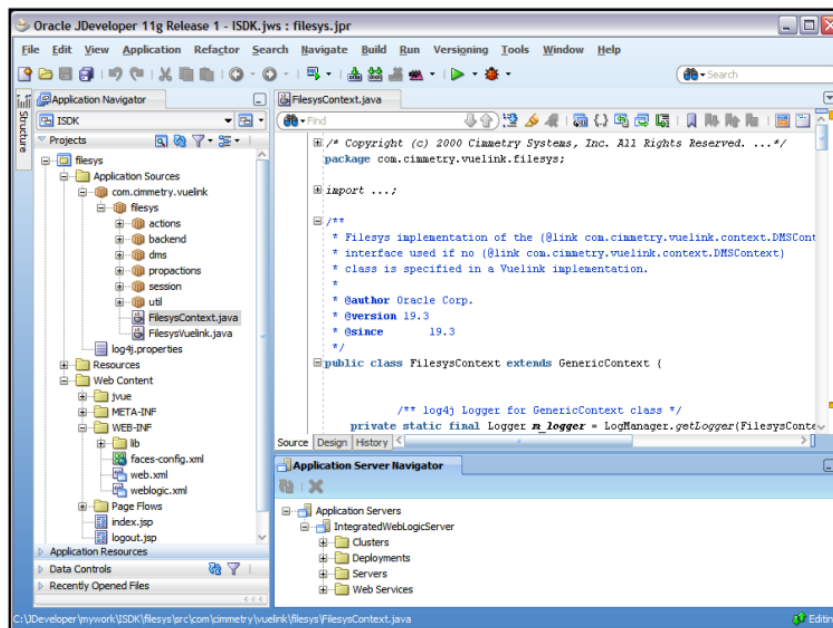 Oracle JDeveloper 11g Release 1 - ISDK.jws : filesys.jpr
File Edit View Application Refactor Search Navigate Build Run Versioning Tools Window Help
Search
Structure
Application Navigator
ISDK
Projects
filesys
Application Sources
com.cimmetry.vuelink
filesys
actions
backend
dms
propactions
session
util
FilesysContext.java
FilesysVuelink.java
log4j.properties
Resources
Web Content
jvue
META-INF
WEB-INF
lib
faces-config.xml
web.xml
weblogic.xml
Page Flows
index.jsp
logout.jsp
Application Resources
Data Controls
Recently Opened Files
FilesysContext.java
Find
/* Copyright (c) 2000 Cimmetry Systems, Inc. All Rights Reserved. ...*/
package com.cimmetry.vuelink.filesys;
import ...;
/**
* Filesys implementation of the (@link com.cimmetry.vuelink.context.DMSCont
* interface used if no (@link com.cimmetry.vuelink.context.DMSContext)
* class is specified in a Vuelink implementation.
*
* @author Oracle Corp.
* @version 19.3
* @since 19.3
*/
public class FilesysContext extends GenericContext {
/** log4j Logger for GenericContext class */
private static final Logger m_logger = LogManager.getLogger(FilesysConte
Source Design History
Application Server Navigator
Application Servers
IntegratedWebLogicServer
Clusters
Deployments
Servers
Web Services
C:\JDeveloper\mywork\ISDK\filesys\src\com\cimmetry\vuelink\filesys\FilesysContext.java
Editin